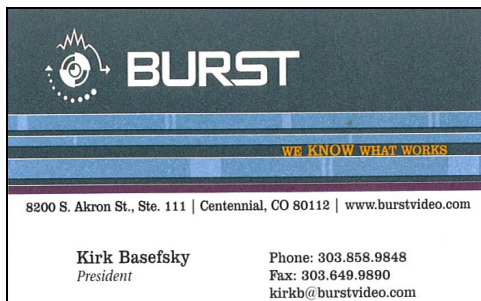 BURST
WE KNOW WHAT WORKS
8200 S. Akron St., Ste. 111 | Centennial, CO 80112 | www.burstvideo.com
Kirk Basefsky
President
Phone: 303.858.9848
Fax: 303.649.9890
kirkb@burstvideo.com